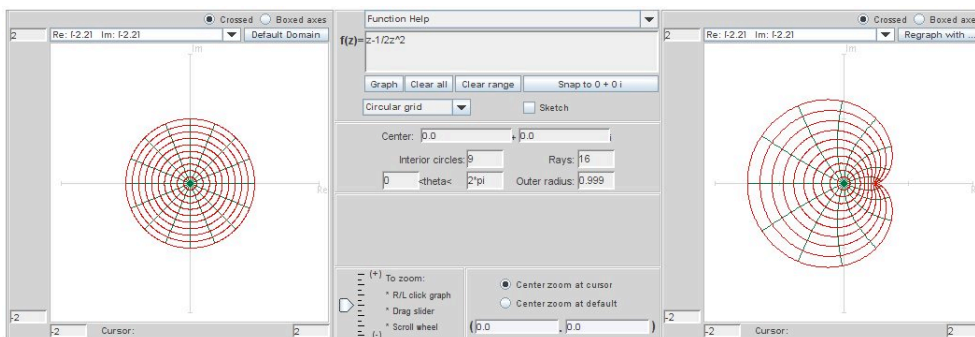 Crossed Boxed axes
2 Re: [-2.2] Im: [-2.2] Default Domain
Im
Re
-2
-2 Cursor: 2
Function Help
f(z)= z-1/2z^2
Graph Clear all Clear range Snap to 0 + 0 i
Circular grid Sketch
Center: 0.0 + 0.0 i
Interior circles: 9 Rays: 16
0 <theta< 2*pi Outer radius: 0.999
(+) To zoom:
* R/L click graph
* Drag slider
* Scroll wheel
(-)
Center zoom at cursor
Center zoom at default
( 0.0 , 0.0 )
Crossed Boxed axes
2 Re: [-2.2] Im: [-2.2] Regraph with ...
Im
-2
-2 Cursor: 2